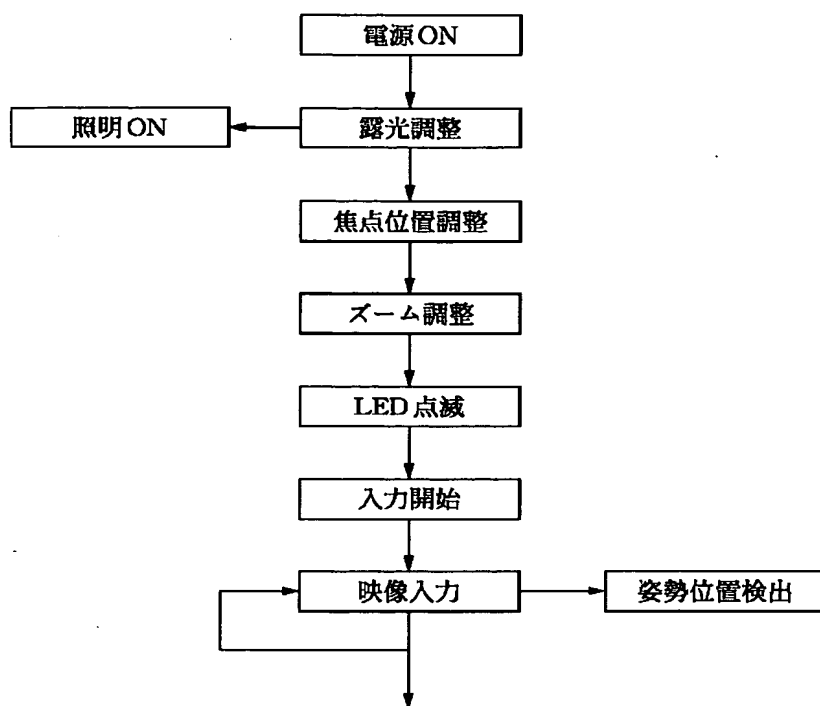 電源ON
照明ON
露光調整
焦点位置調整
ズーム調整
LED点滅
入力開始
映像入力
姿勢位置検出